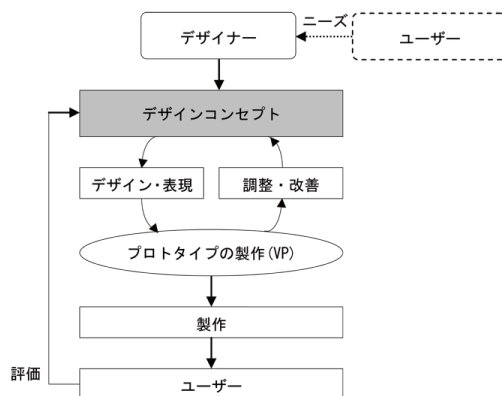 ニーズ
デザイナー
ユーザー
デザインコンセプト
デザイン・表現
調整・改善
プロトタイプの製作(VP)
製作
評価
ユーザー